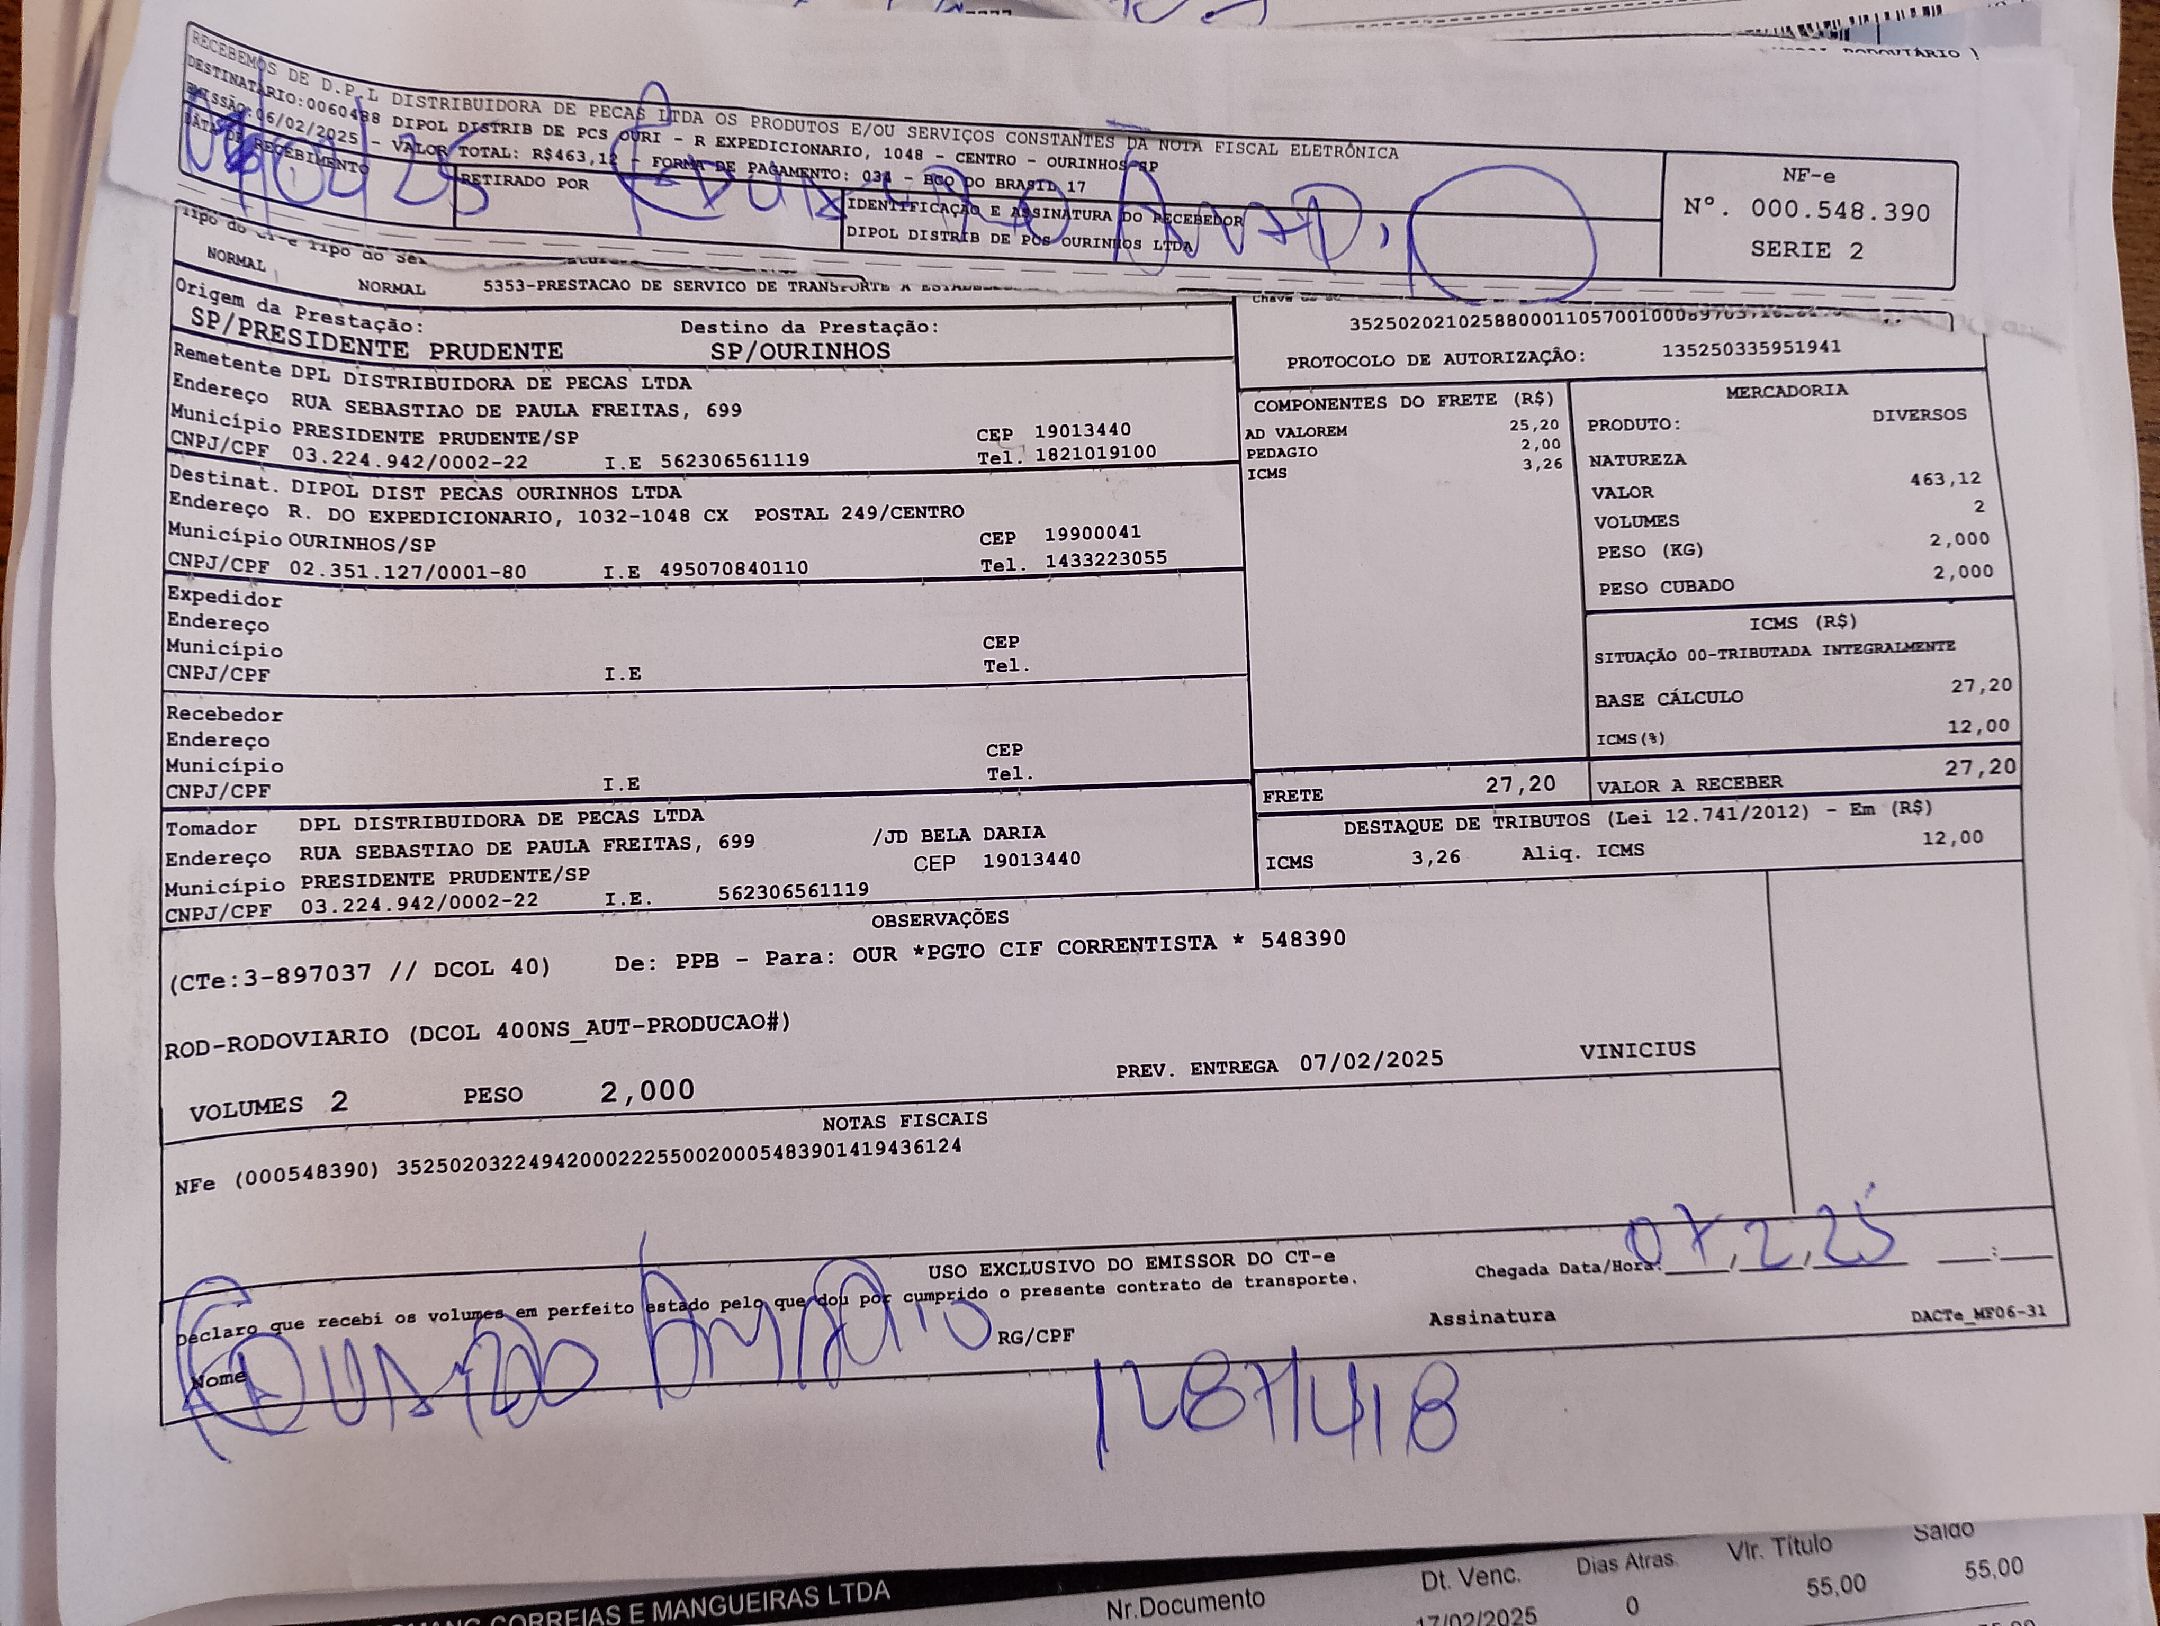 RODOVIÁRIO )
RECEBEMOS DE D.P.L DISTRIBUIDORA DE PECAS LTDA OS PRODUTOS E/OU SERVIÇOS CONSTANTES DA NOTA FISCAL ELETRÔNICA
DESTINATÁRIO:0060488 DIPOL DISTRIB DE PCS OURI - R EXPEDICIONARIO, 1048 - CENTRO - OURINHOS-SP
EMISSÃO:06/02/2025 - VALOR TOTAL: R$463,12 - FORMA DE PAGAMENTO: 034 - BCO DO BRASIL 17
DATA DE RECEBIMENTO
RETIRADO POR
IDENTIFICAÇAO E ASSINATURA DO RECEBEDOR
DIPOL DISTRIB DE PCS OURINHOS LTDA
NF-e
Nº. 000.548.390
SERIE 2
NORMAL NORMAL 5353-PRESTACAO DE SERVICO DE TRANSPORTE A
Origem da Prestação: Destino da Prestação:
SP/PRESIDENTE PRUDENTE SP/OURINHOS
PROTOCOLO DE AUTORIZAÇÃO: 135250335951941
Remetente DPL DISTRIBUIDORA DE PECAS LTDA
Endereço RUA SEBASTIAO DE PAULA FREITAS, 699
Município PRESIDENTE PRUDENTE/SP CEP 19013440
CNPJ/CPF 03.224.942/0002-22 I.E 562306561119 Tel. 1821019100
Destinat. DIPOL DIST PECAS OURINHOS LTDA
Endereço R. DO EXPEDICIONARIO, 1032-1048 CX POSTAL 249/CENTRO
Município OURINHOS/SP CEP 19900041
CNPJ/CPF 02.351.127/0001-80 I.E 495070840110 Tel. 1433223055
Expedidor
Endereço
Município CEP
CNPJ/CPF I.E Tel.
Recebedor
Endereço
Município CEP
CNPJ/CPF I.E Tel.
Tomador DPL DISTRIBUIDORA DE PECAS LTDA
Endereço RUA SEBASTIAO DE PAULA FREITAS, 699 /JD BELA DARIA
Município PRESIDENTE PRUDENTE/SP CEP 19013440
CNPJ/CPF 03.224.942/0002-22 I.E. 562306561119
COMPONENTES DO FRETE (R$)
AD VALOREM 25,20
PEDAGIO 2,00
ICMS 3,26
MERCADORIA
PRODUTO: DIVERSOS
NATUREZA
VALOR 463,12
VOLUMES 2
PESO (KG) 2,000
PESO CUBADO 2,000
ICMS (R$)
SITUAÇÃO 00-TRIBUTADA INTEGRALMENTE
BASE CÁLCULO 27,20
ICMS(%) 12,00
FRETE 27,20 VALOR A RECEBER 27,20
DESTAQUE DE TRIBUTOS (Lei 12.741/2012) - Em (R$)
ICMS 3,26 Aliq. ICMS 12,00
OBSERVAÇÕES
(CTe:3-897037 // DCOL 40) De: PPB - Para: OUR *PGTO CIF CORRENTISTA * 548390
ROD-RODOVIARIO (DCOL 400NS_AUT-PRODUCAO#)
VOLUMES 2 PESO 2,000 PREV. ENTREGA 07/02/2025 VINICIUS
NOTAS FISCAIS
NFe (000548390) 35250203224942000222550020005483901419436124
USO EXCLUSIVO DO EMISSOR DO CT-e
Declaro que recebi os volumes em perfeito estado pelo que dou por cumprido o presente contrato de transporte.
Chegada Data/Hora: 07,2,25 :
Nome RG/CPF Assinatura DACTe_MF06-31
12871418
CORREIAS E MANGUEIRAS LTDA
Nr.Documento Dt. Venc. Dias Atras. Vlr. Título Saldo
17/02/2025 0 55,00 55,00